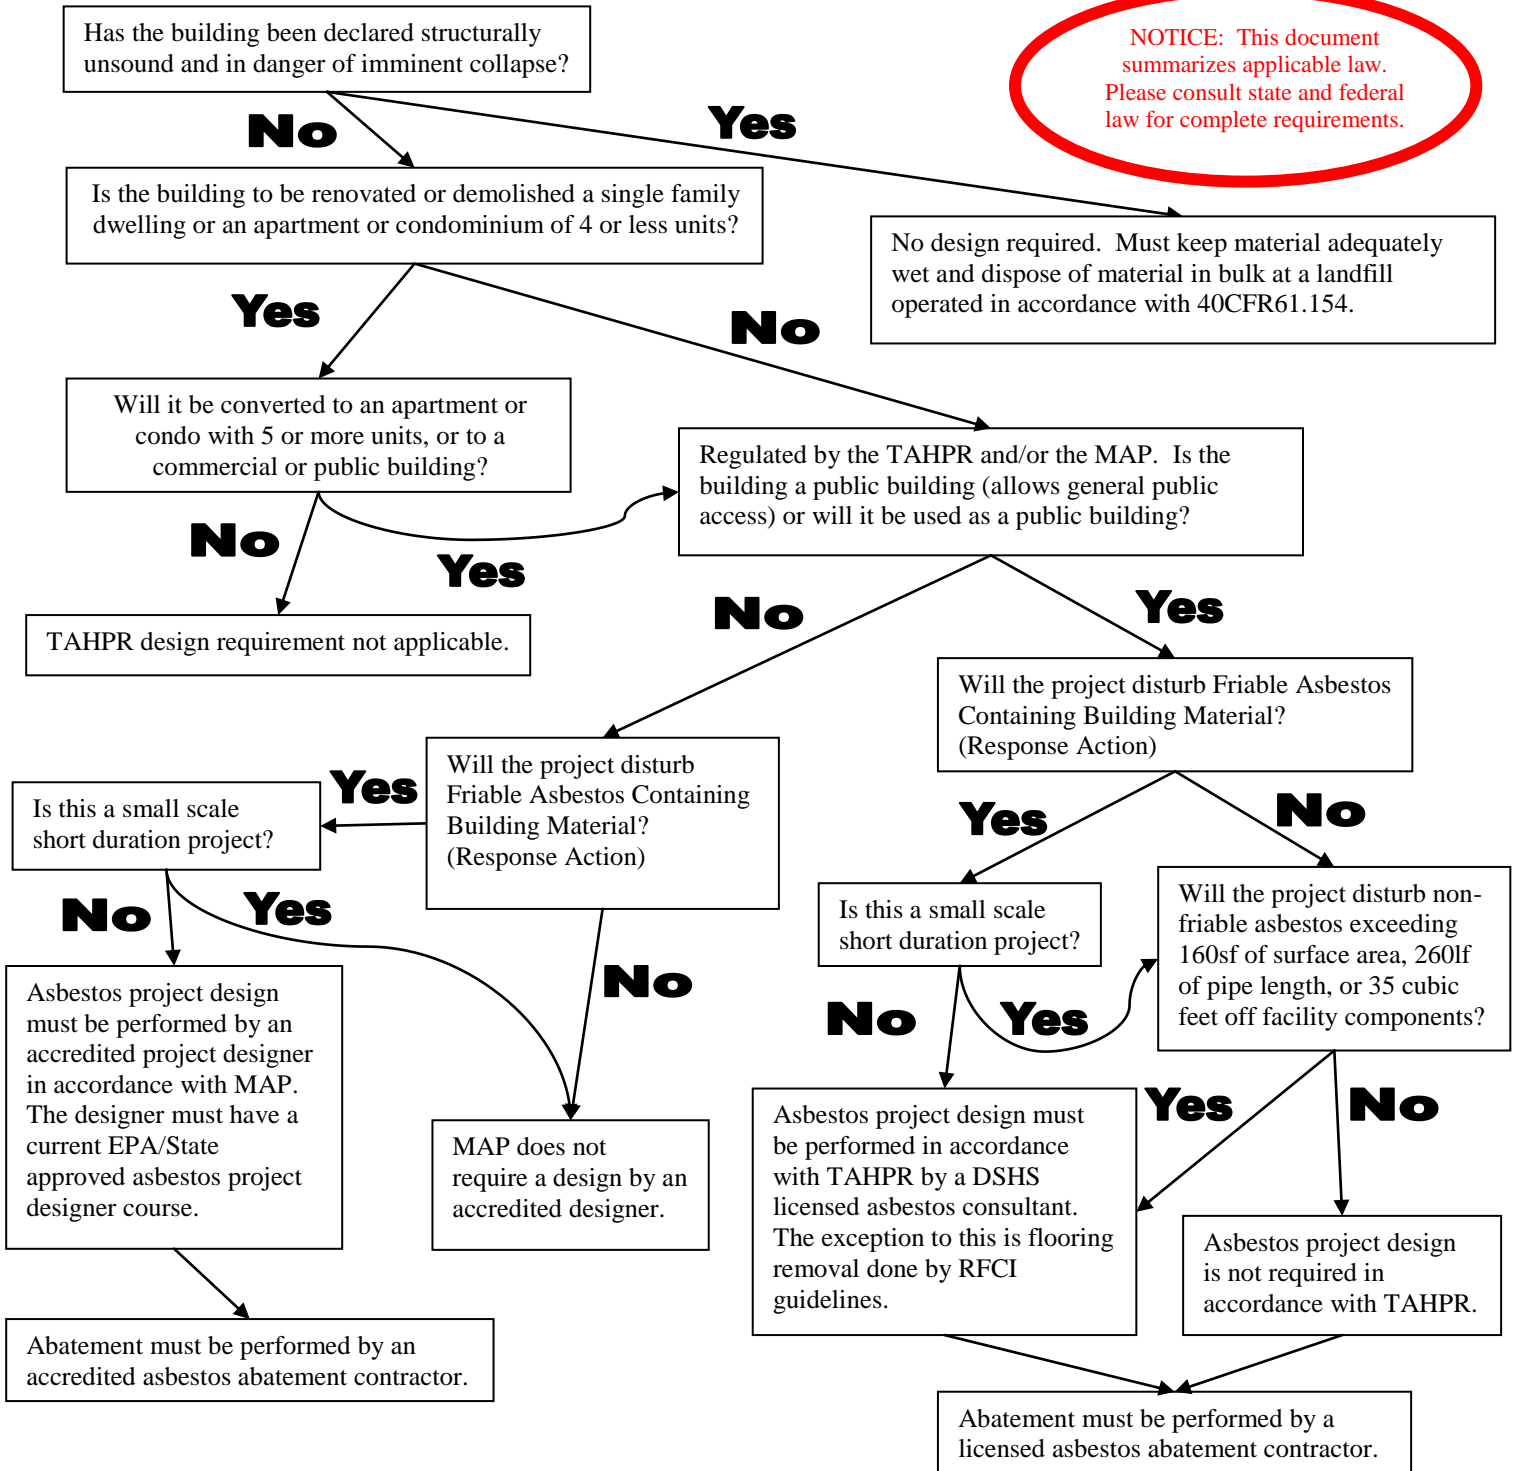 Has the building been declared structurally
unsound and in danger of imminent collapse?
NOTICE: This document
summarizes applicable law.
Please consult state and federal
law for complete requirements.
No
Yes
Is the building to be renovated or demolished a single family
dwelling or an apartment or condominium of 4 or less units?
No design required. Must keep material adequately
wet and dispose of material in bulk at a landfill
operated in accordance with 40CFR61.154.
Yes
No
Will it be converted to an apartment or
condo with 5 or more units, or to a
commercial or public building?
Regulated by the TAHPR and/or the MAP. Is the
building a public building (allows general public
access) or will it be used as a public building?
No
Yes
No
Yes
TAHPR design requirement not applicable.
Will the project disturb Friable Asbestos
Containing Building Material?
(Response Action)
Will the project disturb
Friable Asbestos Containing
Building Material?
(Response Action)
Yes
Is this a small scale
short duration project?
Yes
No
Is this a small scale
short duration project?
Will the project disturb non-
friable asbestos exceeding
160sf of surface area, 260lf
of pipe length, or 35 cubic
feet off facility components?
No
Yes
No
No
Yes
Asbestos project design
must be performed by an
accredited project designer
in accordance with MAP.
The designer must have a
current EPA/State
approved asbestos project
designer course.
MAP does not
require a design by an
accredited designer.
Asbestos project design must
be performed in accordance
with TAHPR by a DSHS
licensed asbestos consultant.
The exception to this is flooring
removal done by RFCI
guidelines.
Yes
No
Asbestos project design
is not required in
accordance with TAHPR.
Abatement must be performed by an
accredited asbestos abatement contractor.
Abatement must be performed by a
licensed asbestos abatement contractor.